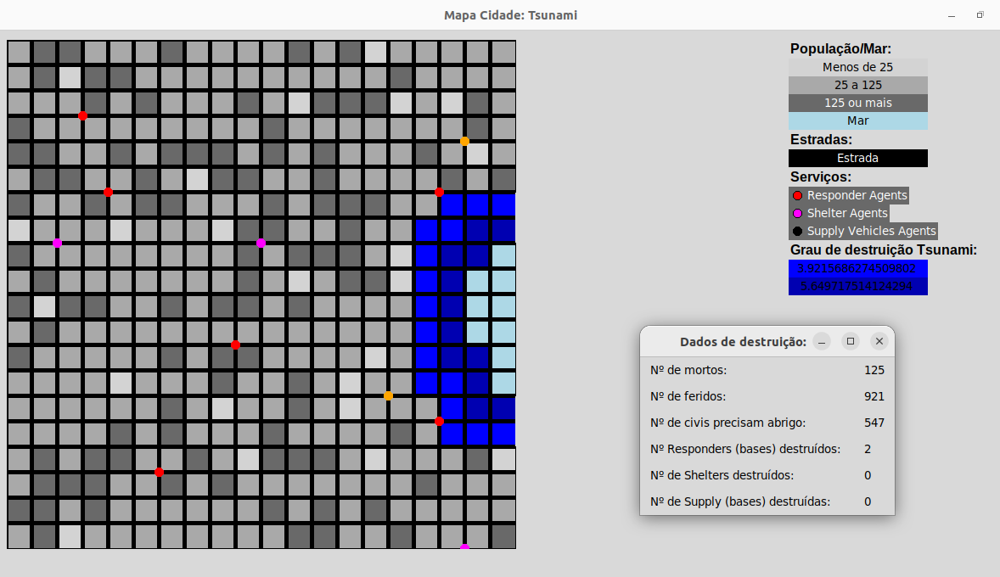 Mapa Cidade: Tsunami
População/Mar:
Menos de 25
25 a 125
125 ou mais
Mar
Estradas:
Estrada
Serviços:
Responder Agents
Shelter Agents
Supply Vehicles Agents
Grau de destruição Tsunami:
3.9215686274509802
5.649717514124294
Dados de destruição:
Nº de mortos: 125
Nº de feridos: 921
Nº de civis precisam abrigo: 547
Nº Responders (bases) destruídos: 2
Nº de Shelters destruídos: 0
Nº de Supply (bases) destruídas: 0